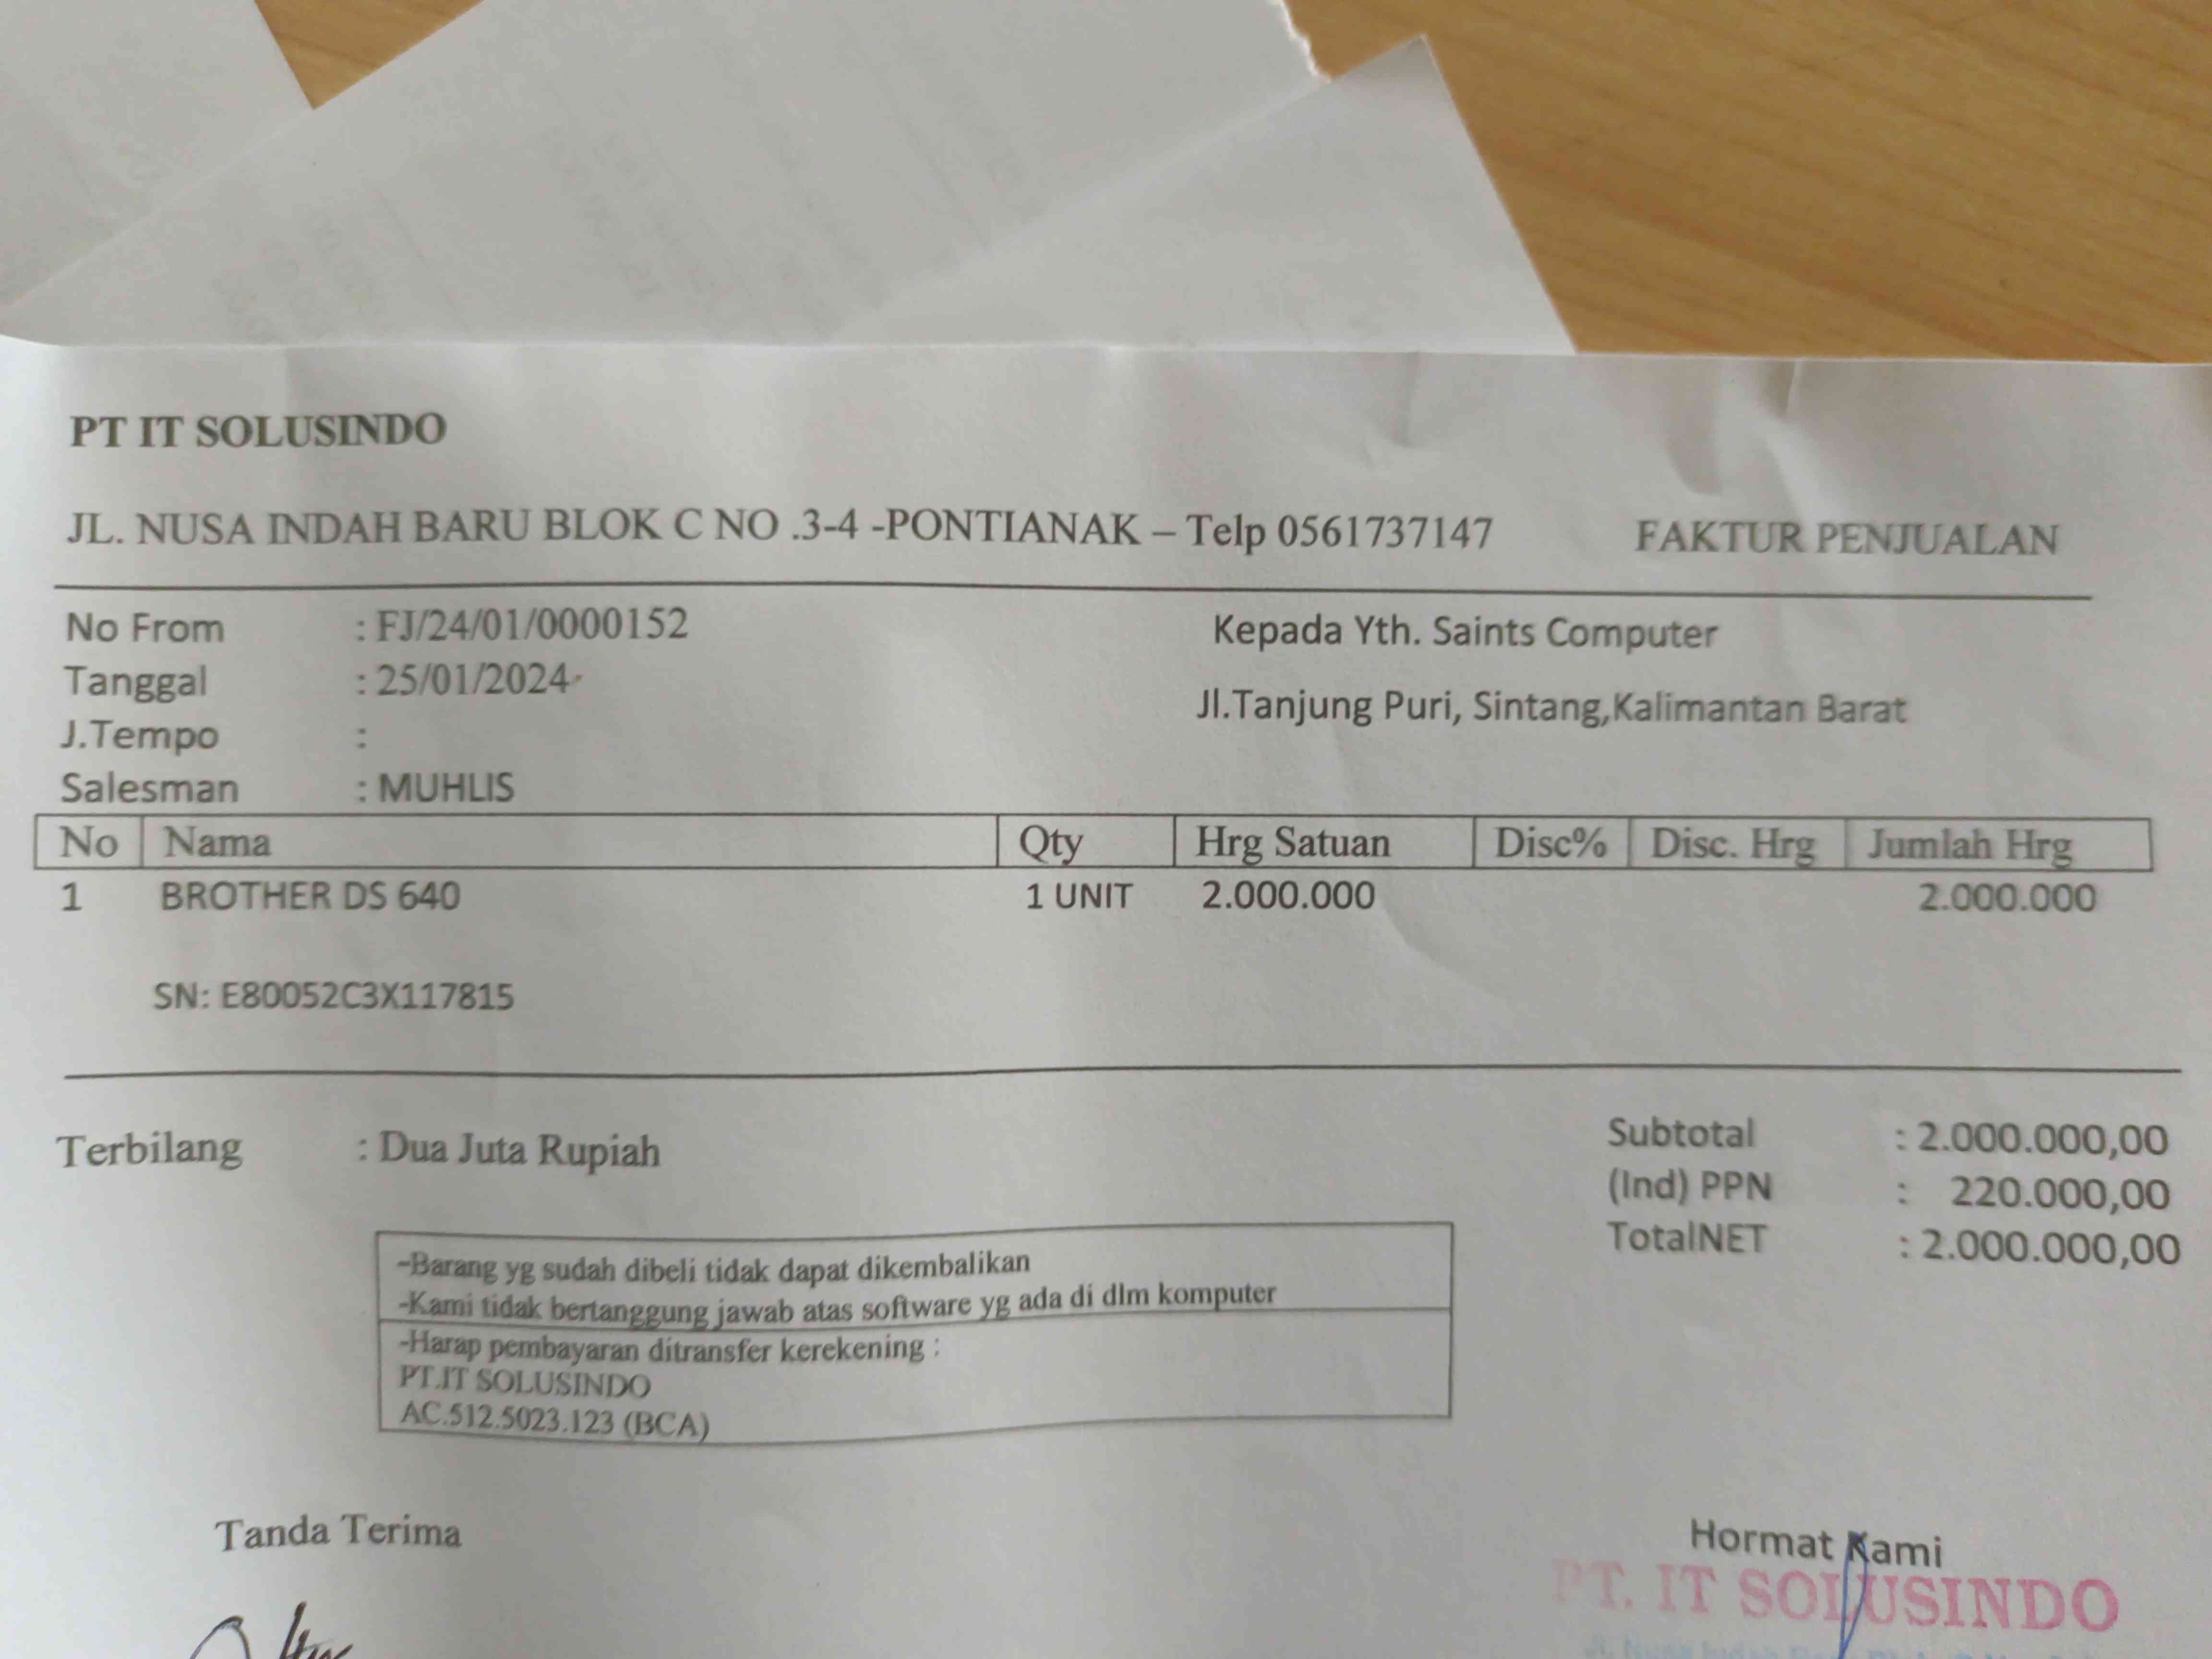 PT IT SOLUSINDO
JL. NUSA INDAH BARU BLOK C NO .3-4 -PONTIANAK – Telp 0561737147 FAKTUR PENJUALAN
No From : FJ/24/01/0000152 Kepada Yth. Saints Computer
Tanggal : 25/01/2024
Jl.Tanjung Puri, Sintang,Kalimantan Barat
J.Tempo :
Salesman : MUHLIS
No Nama Qty Hrg Satuan Disc% Disc. Hrg Jumlah Hrg
1 BROTHER DS 640 1 UNIT 2.000.000 2.000.000
SN: E80052C3X117815
Terbilang : Dua Juta Rupiah
Subtotal : 2.000.000,00
(Ind) PPN : 220.000,00
TotalNET : 2.000.000,00
-Barang yg sudah dibeli tidak dapat dikembalikan
-Kami tidak bertanggung jawab atas software yg ada di dlm komputer
-Harap pembayaran ditransfer kerekening :
PT.IT SOLUSINDO
AC.512.5023.123 (BCA)
Tanda Terima
Hormat Kami
PT. IT SOLUSINDO